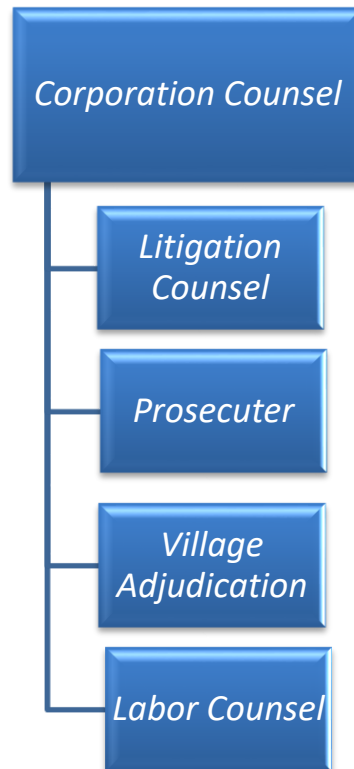 Corporation Counsel
Litigation
Counsel
Prosecuter
Village
Adjudication
Labor Counsel